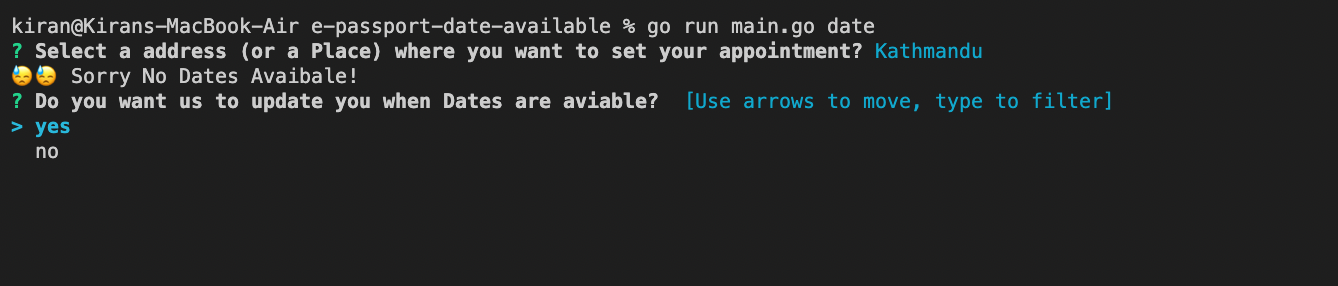 kiran@Kirans-MacBook-Air e-passport-date-available % go run main.go date
? Select a address (or a Place) where you want to set your appointment? Kathmandu
😓😓 Sorry No Dates Avaibale!
? Do you want us to update you when Dates are aviable?  [Use arrows to move, type to filter]
> yes
  no